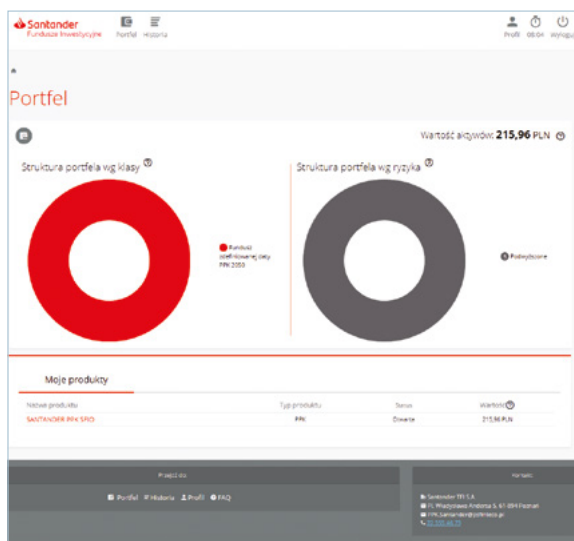 Santander
Fundusze Inwestycyjne
Portfel Historia
Profil 08:04 Wyloguj
Portfel
Wartość aktywów: 215,96 PLN
Struktura portfela wg klasy
Struktura portfela wg ryzyka
Fundusz
zdefiniowanej daty
PPK 2050
Podwyższone
Moje produkty
Nazwa produktu Typ produktu Status Wartość
SANTANDER PPK SFIO PPK Otwarte 215,96 PLN
Przejdź do:
Kontakt:
Portfel Historia Profil FAQ
Santander TFI S.A.
Pl. Władysława Andersa 5, 61-894 Poznań